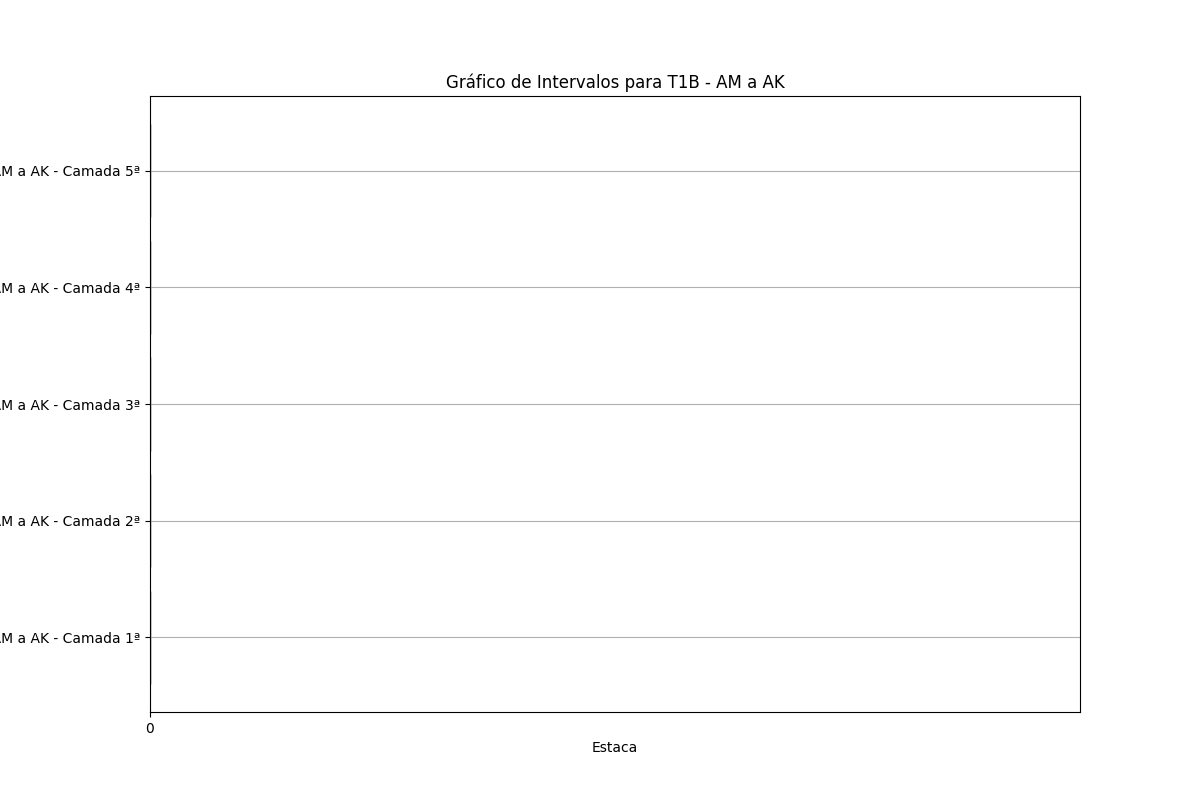 Gráfico de Intervalos para T1B - AM a AK
M a AK - Camada 5ª
M a AK - Camada 4ª
M a AK - Camada 3ª
M a AK - Camada 2ª
M a AK - Camada 1ª
0
Estaca